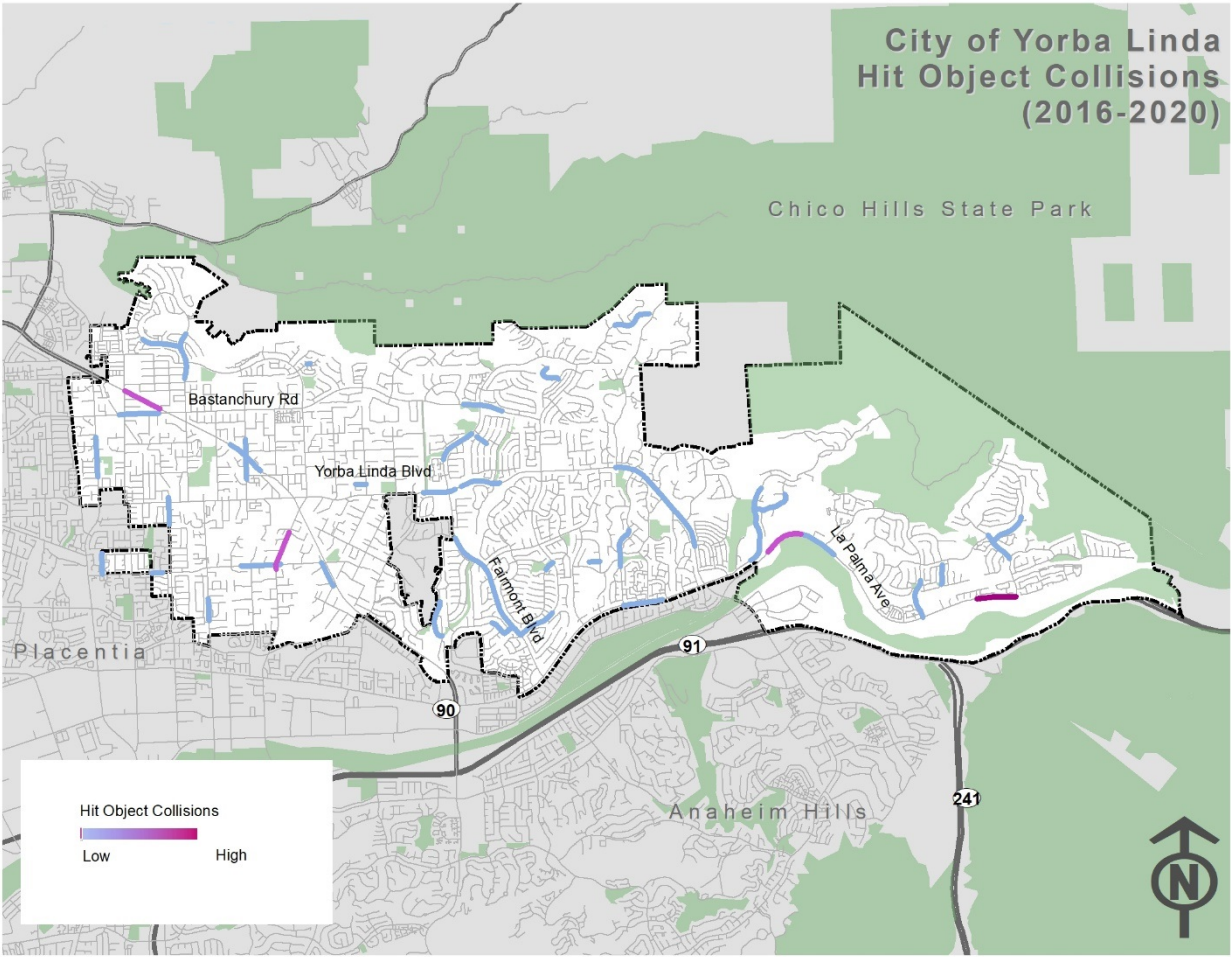 City of Yorba Linda
Hit Object Collisions
(2016-2020)
Chico Hills State Park
Bastanchury Rd
Yorba Linda Blvd
La Palma Ave
Fairmont Blvd
Placentia
91
90
241
Anaheim Hills
Hit Object Collisions
Low
High
N